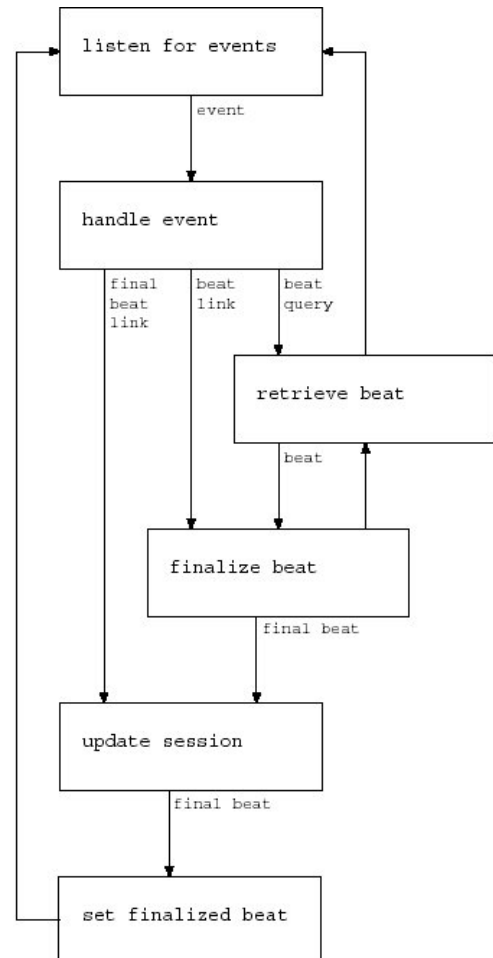 listen for events
event
handle event
final beat beat
beat link query
link
retrieve beat
beat
finalize beat
final beat
update session
final beat
set finalized beat